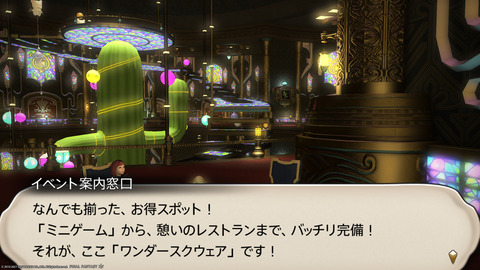 イベント案内窓口
なんでも揃った、お得スポット！
「ミニゲーム」から、憩いのレストランまで、バッチリ完備！
それが、ここ「ワンダースクウェア」です！